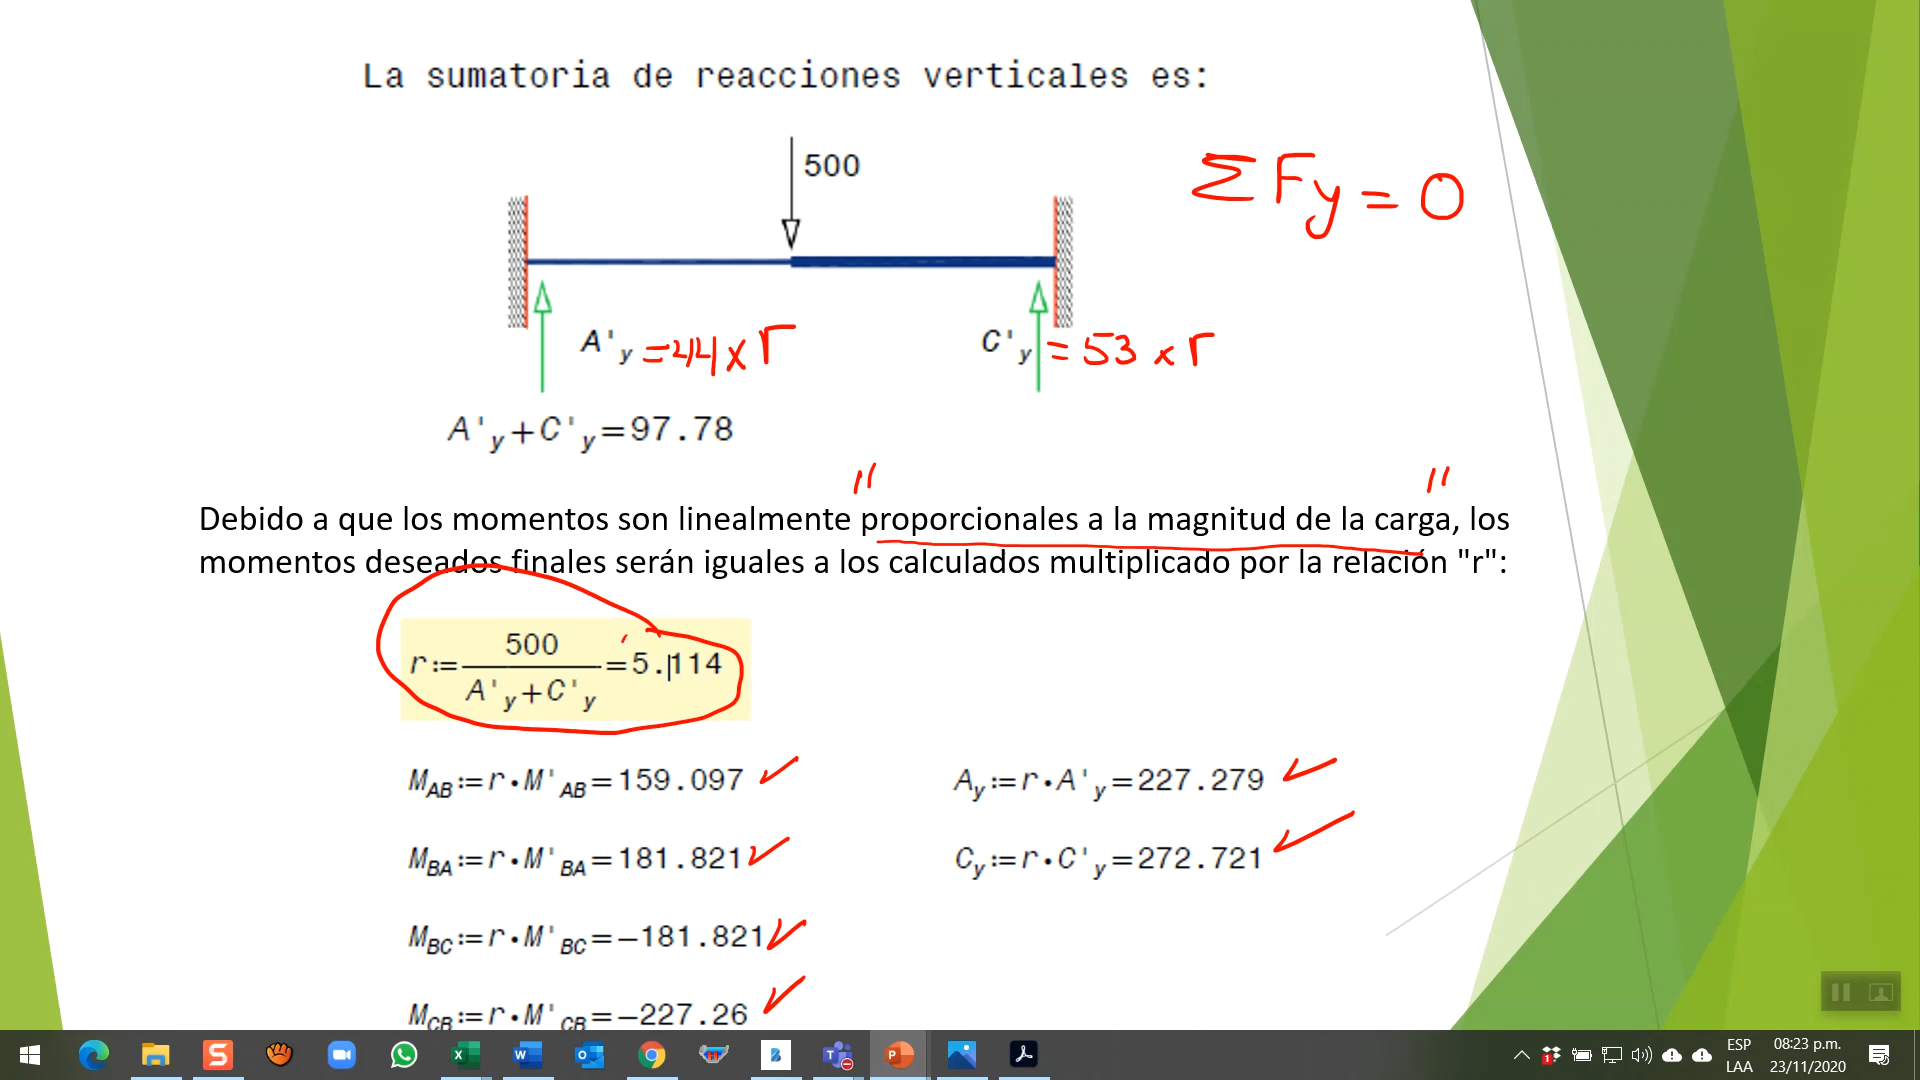 La sumatoria de reacciones verticales es:
500
ΣFy = 0
A'y = 44 x r
C'y = 53 x r
A'y+C'y=97.78
" "
Debido a que los momentos son linealmente proporcionales a la magnitud de la carga, los
momentos deseados finales serán iguales a los calculados multiplicado por la relación "r":
r:= 500 / A'y+C'y =5.114
MAB:=r·M'AB=159.097 ✓
Ay:=r·A'y=227.279 ✓
MBA:=r·M'BA=181.821 ✓
Cy:=r·C'y=272.721 ✓
MBC:=r·M'BC=-181.821 ✓
MCB:=r·M'CB=-227.26 ✓
ESP
LAA
08:23 p.m.
23/11/2020